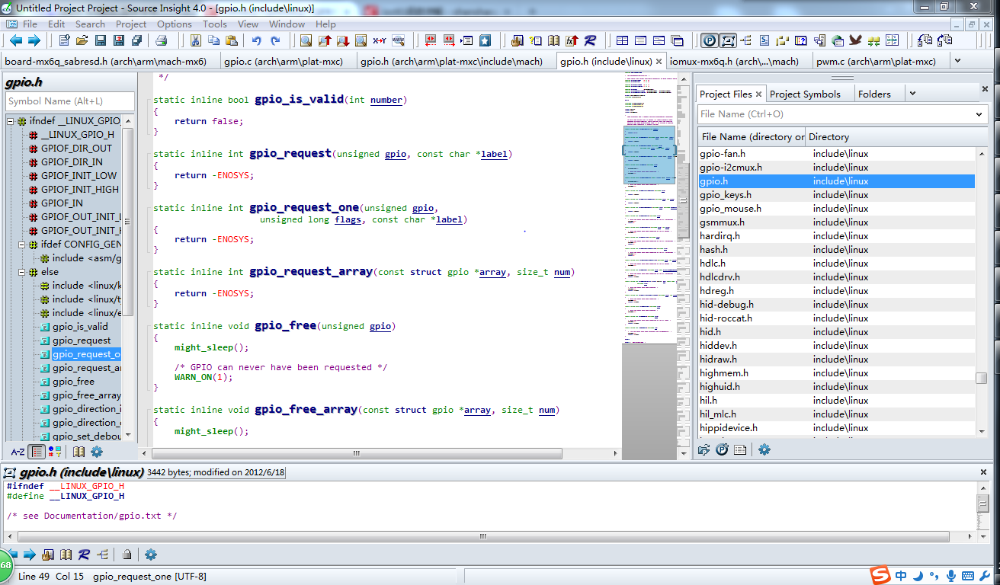 Untitled Project Project - Source Insight 4.0 - [gpio.h (include\linux)]
File Edit Search Project Options Tools View Window Help
board-mx6q_sabresd.h (arch\arm\mach-mx6) gpio.c (arch\arm\plat-mxc) gpio.h (arch\arm\plat-mxc\include\mach) gpio.h (include\linux) iomux-mx6q.h (arch\...\mach) pwm.c (arch\arm\plat-mxc)
gpio.h
Symbol Name (Alt+L)
ifndef __LINUX_GPIO_
__LINUX_GPIO_H
GPIOF_DIR_OUT
GPIOF_DIR_IN
GPIOF_INIT_LOW
GPIOF_INIT_HIGH
GPIOF_IN
GPIOF_OUT_INIT_L
GPIOF_OUT_INIT_H
ifdef CONFIG_GEN
include <asm/g
else
include <linux/k
include <linux/t
include <linux/e
gpio_is_valid
gpio_request
gpio_request_o
gpio_request_a
gpio_free
gpio_free_array
gpio_direction_i
gpio_direction_
gpio_set_debou
A-Z
*/
static inline bool gpio_is_valid(int number)
{
return false;
}
static inline int gpio_request(unsigned gpio, const char *label)
{
return -ENOSYS;
}
static inline int gpio_request_one(unsigned gpio,
unsigned long flags, const char *label)
{
return -ENOSYS;
}
static inline int gpio_request_array(const struct gpio *array, size_t num)
{
return -ENOSYS;
}
static inline void gpio_free(unsigned gpio)
{
might_sleep();
/* GPIO can never have been requested */
WARN_ON(1);
}
static inline void gpio_free_array(const struct gpio *array, size_t num)
{
might_sleep();
Project Files Project Symbols Folders
File Name (Ctrl+O)
File Name (directory or Directory
gpio-fan.h include\linux
gpio-i2cmux.h include\linux
gpio.h include\linux
gpio_keys.h include\linux
gpio_mouse.h include\linux
gsmmux.h include\linux
hardirq.h include\linux
hash.h include\linux
hdlc.h include\linux
hdlcdrv.h include\linux
hdreg.h include\linux
hid-debug.h include\linux
hid-roccat.h include\linux
hid.h include\linux
hiddev.h include\linux
hidraw.h include\linux
highmem.h include\linux
highuid.h include\linux
hil.h include\linux
hil_mlc.h include\linux
hippidevice.h include\linux
gpio.h (include\linux) 3442 bytes; modified on 2012/6/18
#ifndef __LINUX_GPIO_H
#define __LINUX_GPIO_H
/* see Documentation/gpio.txt */
68
Line 49 Col 15 gpio_request_one [UTF-8]
中